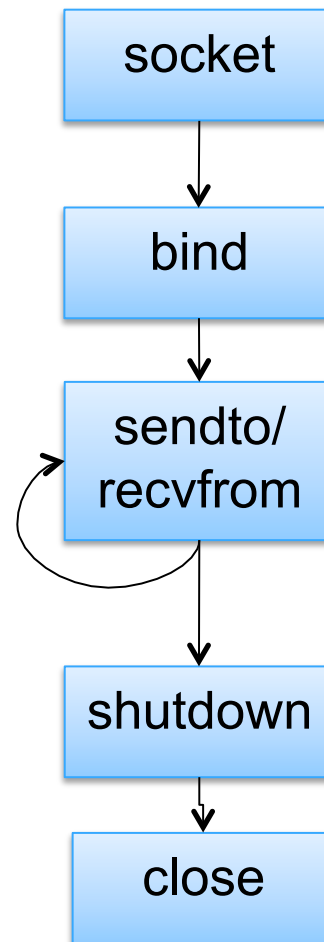 socket
bind
sendto/
recvfrom
shutdown
close